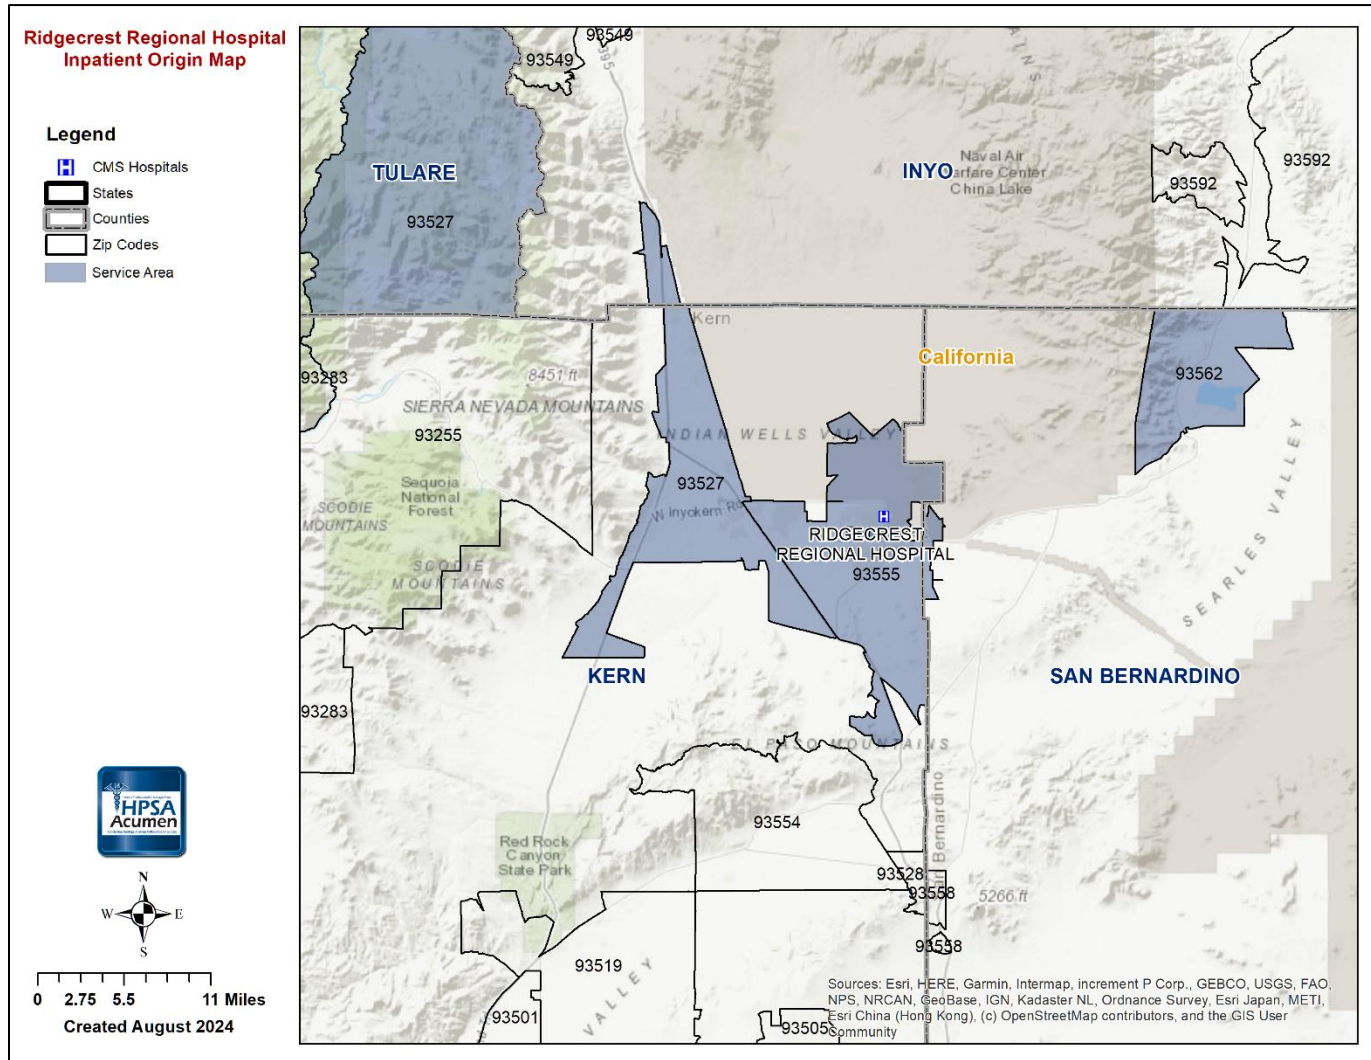 Ridgecrest Regional Hospital
Inpatient Origin Map
Legend
H CMS Hospitals
States
Counties
Zip Codes
Service Area
93549
93549
395
TULARE
93527
INYO
Naval Air
Warfare Center
China Lake
93592
93592
Kern
California
93562
93283
8451 ft
SIERRA NEVADA MOUNTAINS
93255
INDIAN WELLS VALLEY
Sequoia
National
Forest
93527
W Inyokern Rd
SCODIE
MOUNTAINS
SCODIE
MOUNTAINS
H
RIDGECREST
REGIONAL HOSPITAL
93555
SEARLES VALLEY
KERN
SAN BERNARDINO
93283
EL PASO MOUNTAINS
HPSA
Acumen
93554
San Bernardino
Red Rock
Canyon
State Park
93528
93558
5266 ft
93558
N
W E
S
93519
VALLEY
93501
93505
0 2.75 5.5 11 Miles
Created August 2024
Sources: Esri, HERE, Garmin, Intermap, increment P Corp., GEBCO, USGS, FAO,
NPS, NRCAN, GeoBase, IGN, Kadaster NL, Ordnance Survey, Esri Japan, METI,
Esri China (Hong Kong), (c) OpenStreetMap contributors, and the GIS User
Community